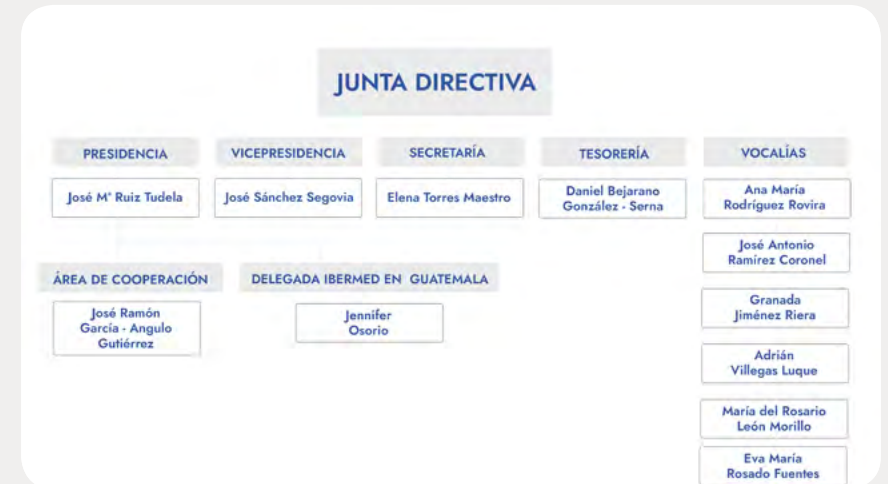 JUNTA DIRECTIVA
PRESIDENCIA
José Mª Ruiz Tudela
VICEPRESIDENCIA
José Sánchez Segovia
SECRETARÍA
Elena Torres Maestro
TESORERÍA
Daniel Bejarano
González - Serna
VOCALÍAS
Ana María
Rodríguez Rovira
José Antonio
Ramírez Coronel
Granada
Jiménez Riera
Adrián
Villegas Luque
María del Rosario
León Morillo
Eva María
Rosado Fuentes
ÁREA DE COOPERACIÓN
José Ramón
García - Angulo
Gutiérrez
DELEGADA IBERMED EN GUATEMALA
Jennifer
Osorio